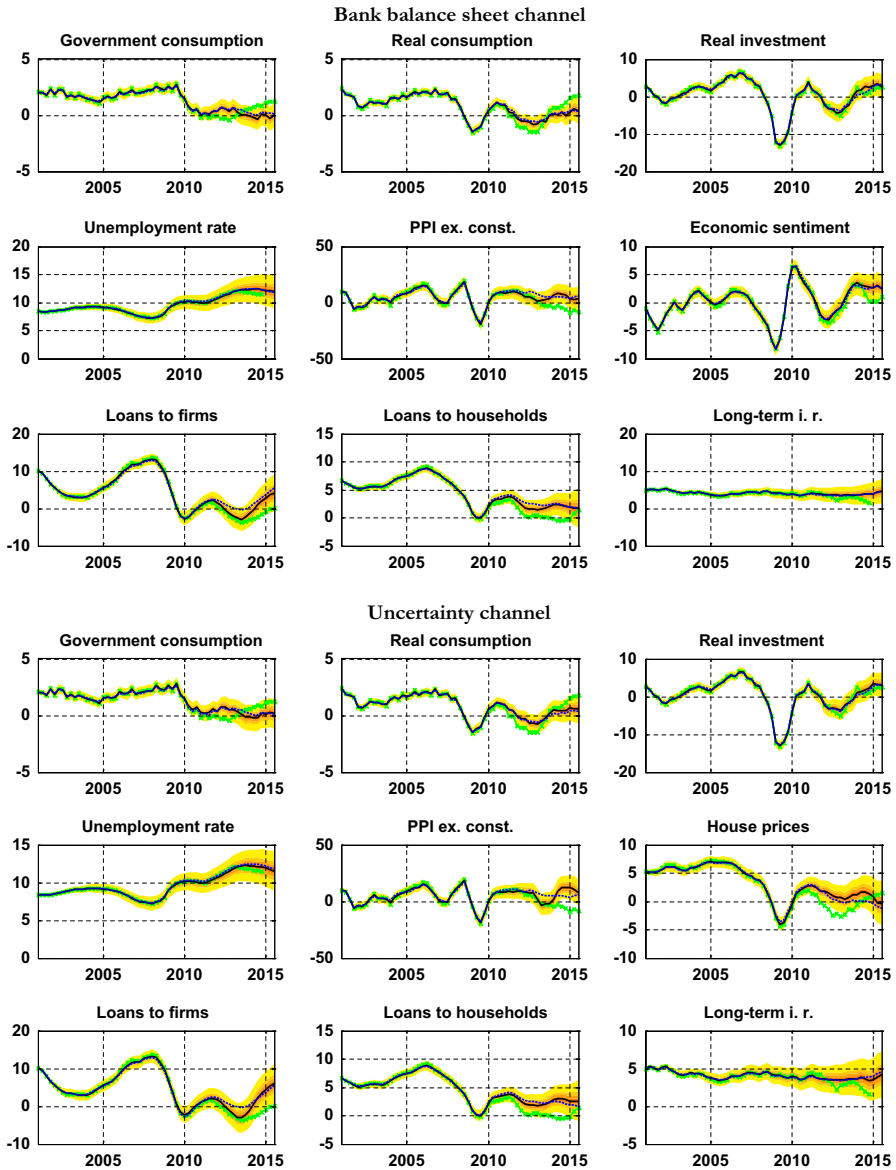 Bank balance sheet channel
Government consumption Real consumption Real investment
5 5 10
0 0 0
-10
-5 -5 -20
2005 2010 2015 2005 2010 2015 2005 2010 2015
Unemployment rate PPI ex. const. Economic sentiment
20 50 10
15 5
10 0 0
5 -5
0 -50 -10
2005 2010 2015 2005 2010 2015 2005 2010 2015
Loans to firms Loans to households Long-term i. r.
20 15 20
10 10 10
5
0 0 0
-10 -5 -10
2005 2010 2015 2005 2010 2015 2005 2010 2015
Uncertainty channel
Government consumption Real consumption Real investment
5 5 10
0 0 0
-10
-5 -5 -20
2005 2010 2015 2005 2010 2015 2005 2010 2015
Unemployment rate PPI ex. const. House prices
15 50 10
10 5
0 0
5 -5
0 -50 -10
2005 2010 2015 2005 2010 2015 2005 2010 2015
Loans to firms Loans to households Long-term i. r.
20 15 10
10 10 5
5
0 0 0
-10 -5 -5
2005 2010 2015 2005 2010 2015 2005 2010 2015